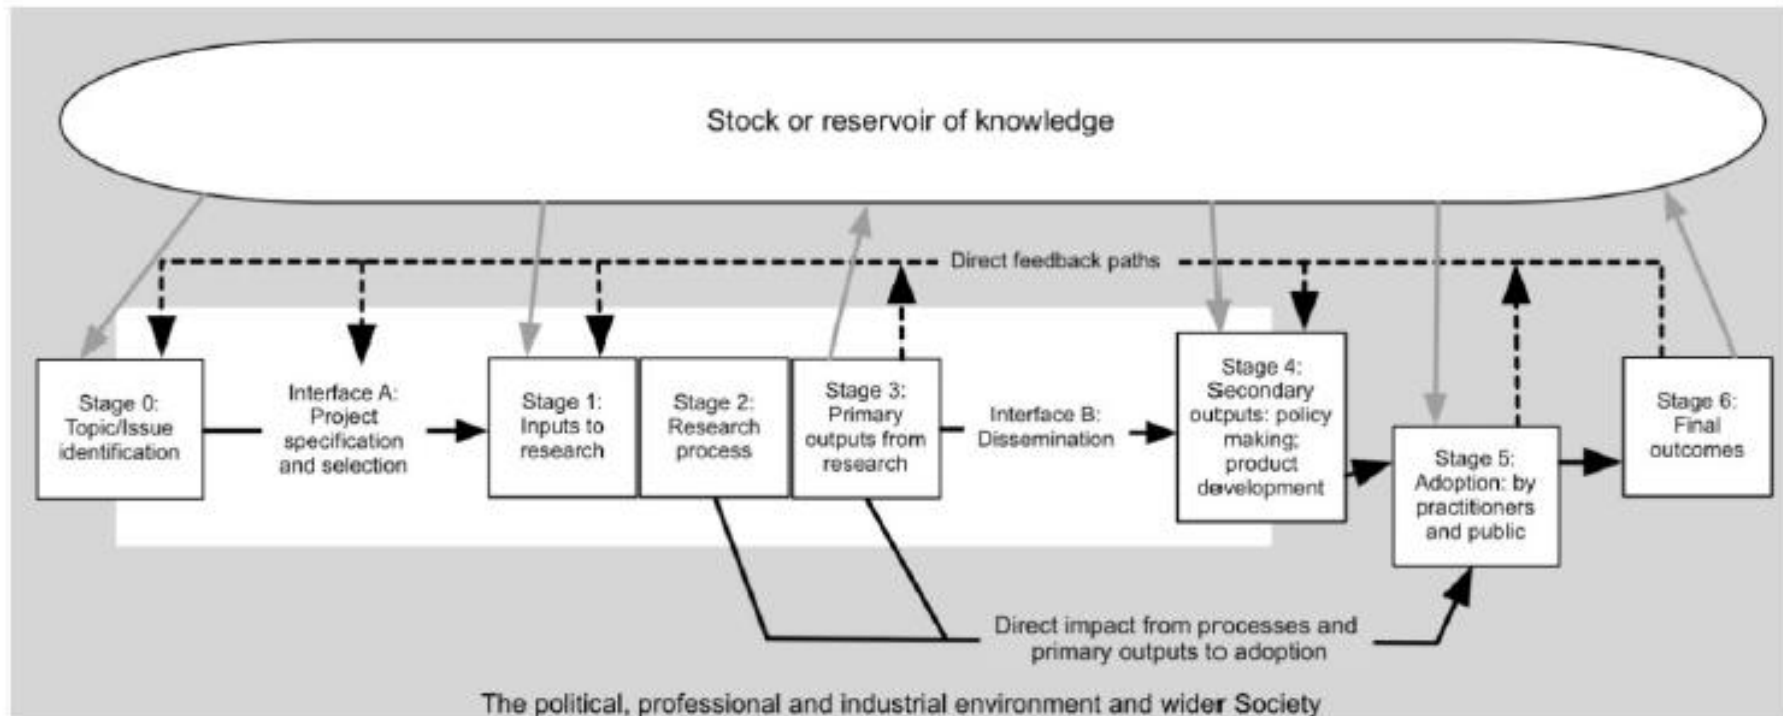 Stock or reservoir of knowledge
Direct feedback paths
Stage 0:
Topic/Issue
identification
Interface A:
Project
specification
and selection
Stage 1:
Inputs to
research
Stage 2:
Research
process
Stage 3:
Primary
outputs from
research
Interface B:
Dissemination
Stage 4:
Secondary
outputs: policy
making;
product
development
Stage 5:
Adoption: by
practitioners
and public
Stage 6:
Final
outcomes
Direct impact from processes and
primary outputs to adoption
The political, professional and industrial environment and wider Society